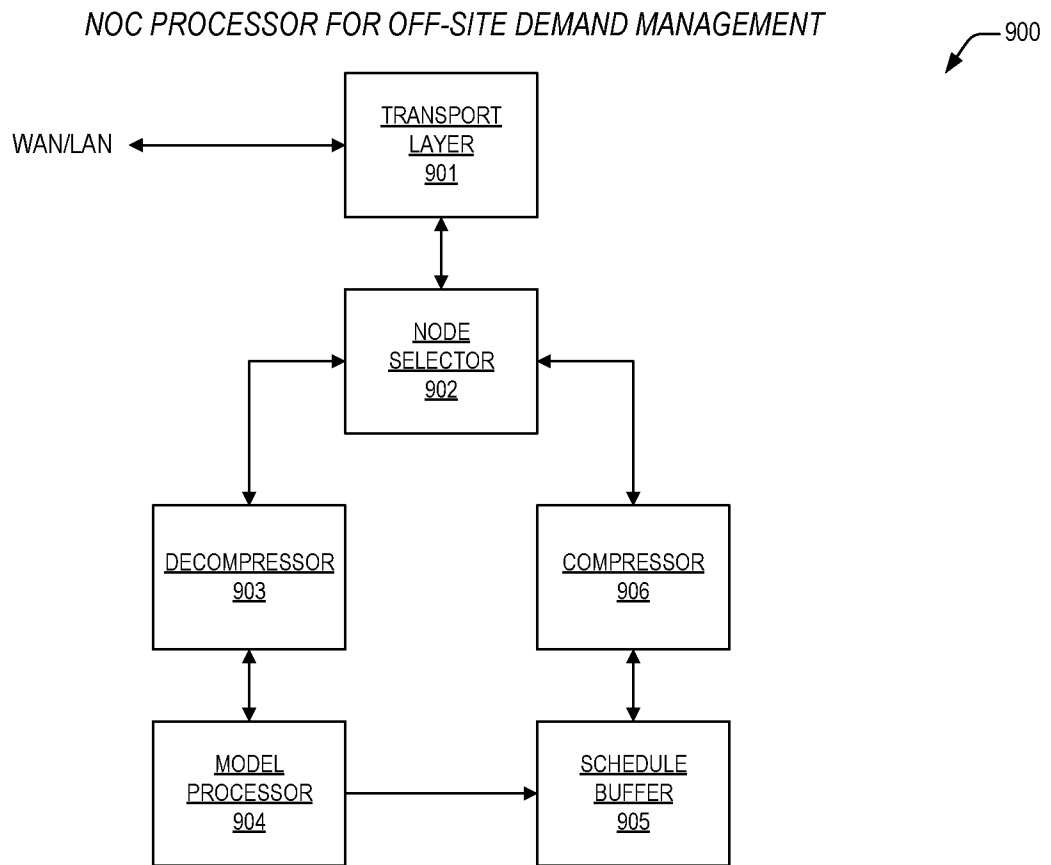 NOC PROCESSOR FOR OFF-SITE DEMAND MANAGEMENT
900
TRANSPORT
LAYER
901
WAN/LAN
NODE
SELECTOR
902
DECOMPRESSOR
903
COMPRESSOR
906
MODEL
PROCESSOR
904
SCHEDULE
BUFFER
905